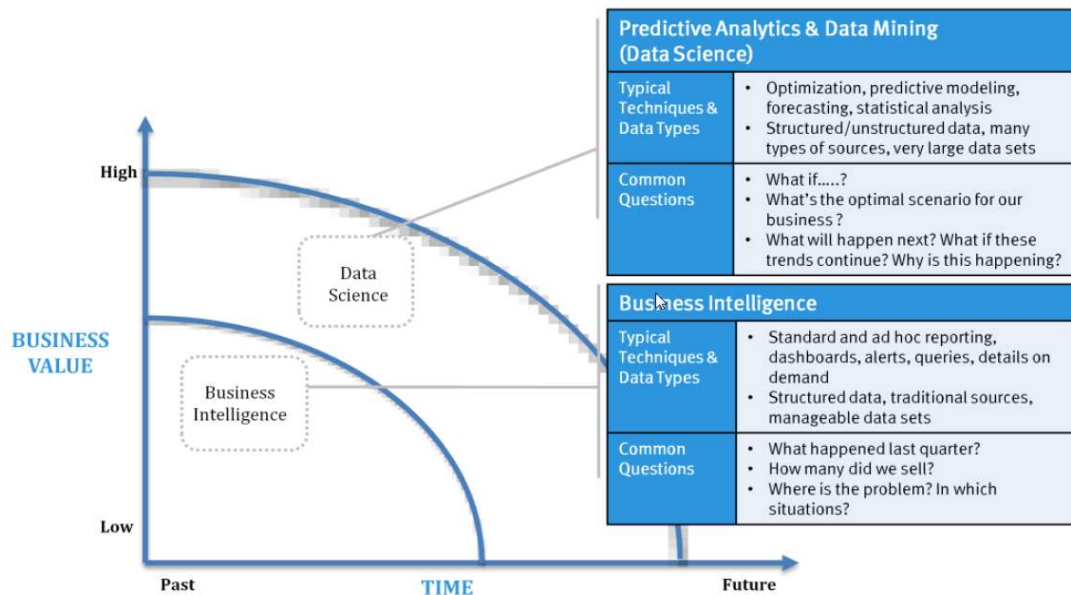 Predictive Analytics & Data Mining
(Data Science)
Typical
Techniques &
Data Types
• Optimization, predictive modeling,
forecasting, statistical analysis
• Structured/unstructured data, many
types of sources, very large data sets
Common
Questions
• What if.....?
• What's the optimal scenario for our
business?
• What will happen next? What if these
trends continue? Why is this happening?
Business Intelligence
Typical
Techniques &
Data Types
• Standard and ad hoc reporting,
dashboards, alerts, queries, details on
demand
• Structured data, traditional sources,
manageable data sets
Common
Questions
• What happened last quarter?
• How many did we sell?
• Where is the problem? In which
situations?
High
Data
Science
BUSINESS
VALUE
Business
Intelligence
Low
Past
TIME
Future